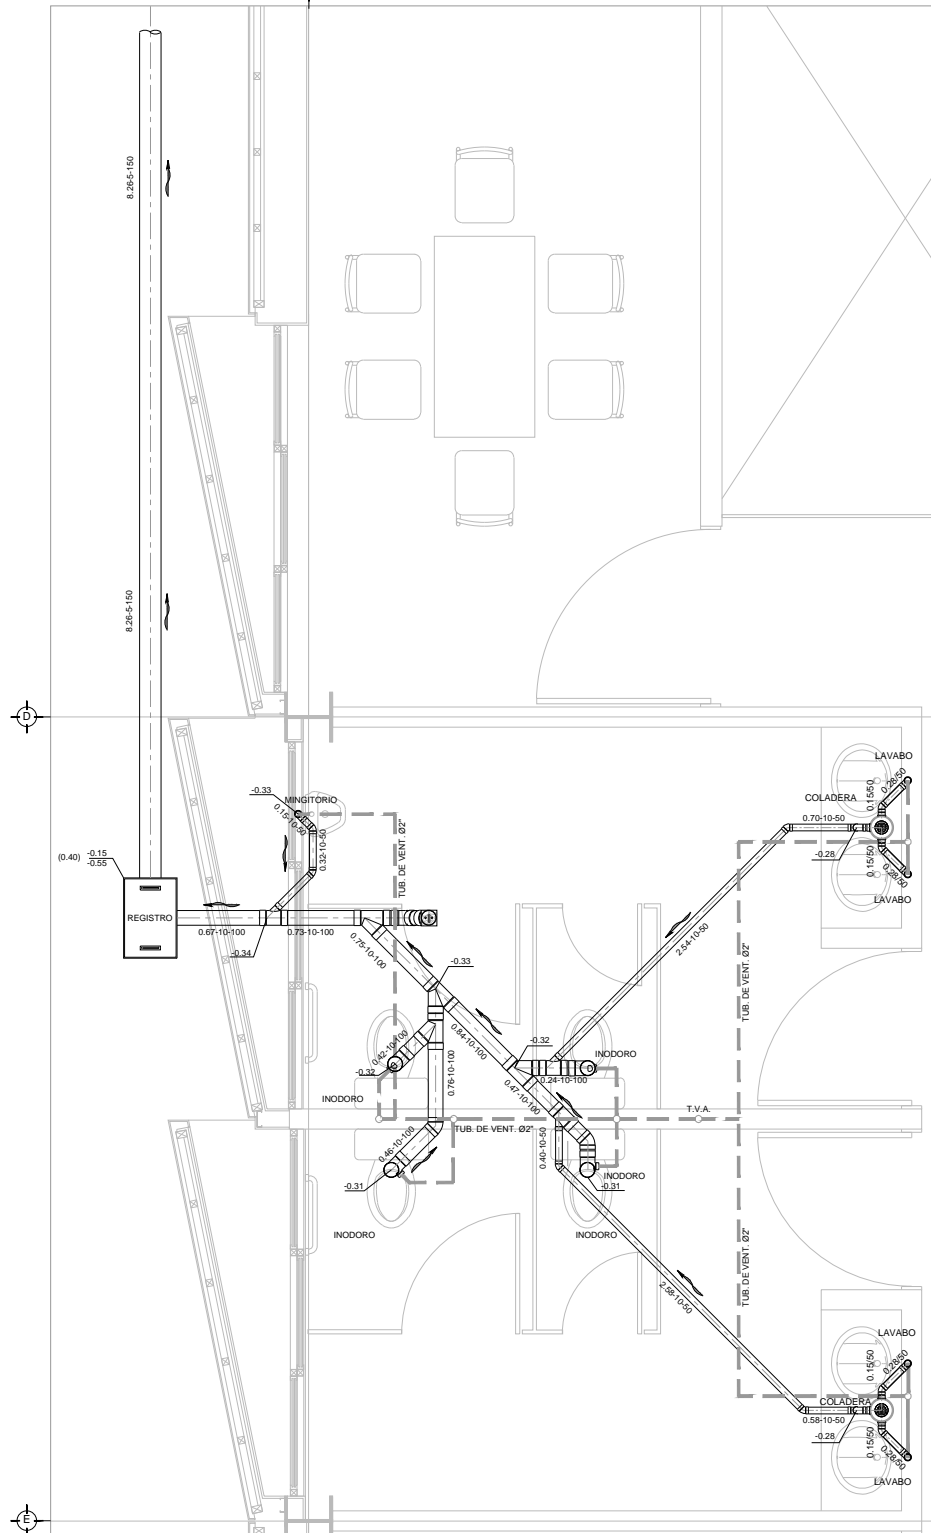 8.26-5-150
8.26-5-150
D
LAVABO
0.28/50
0.15/50
COLADERA
0.70-10-50
-0.28
0.15/50
0.28/50
LAVABO
-0.33
MINGITORIO
0.15-10-50
0.32-10-50
TUB. DE VENT. Ø2"
(0.40)
-0.15
-0.55
REGISTRO
0.67-10-100
0.73-10-100
-0.34
0.75-10-100
-0.33
2.54-10-50
TUB. DE VENT. Ø2"
0.84-10-100
-0.32
INODORO
0.24-10-100
0.42-10-100
-0.32
0.76-10-100
0.47-10-100
INODORO
TUB. DE VENT. Ø2"
T.V.A.
0.46-10-100
0.40-10-50
-0.31
INODORO
-0.31
INODORO
INODORO
2.58-10-50
TUB. DE VENT. Ø2"
LAVABO
0.28/50
0.15/50
COLADERA
0.58-10-50
-0.28
0.15/50
0.28/50
LAVABO
E